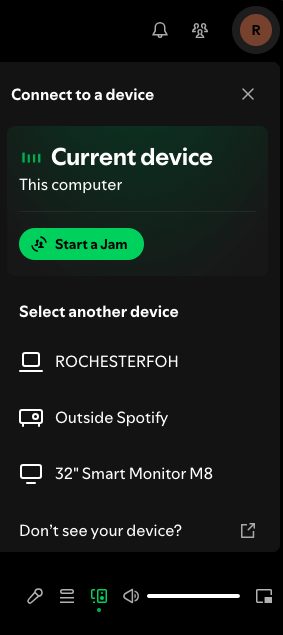 R
Connect to a device
Current device
This computer
Start a Jam
Select another device
ROCHESTERFOH
Outside Spotify
32" Smart Monitor M8
Don't see your device?